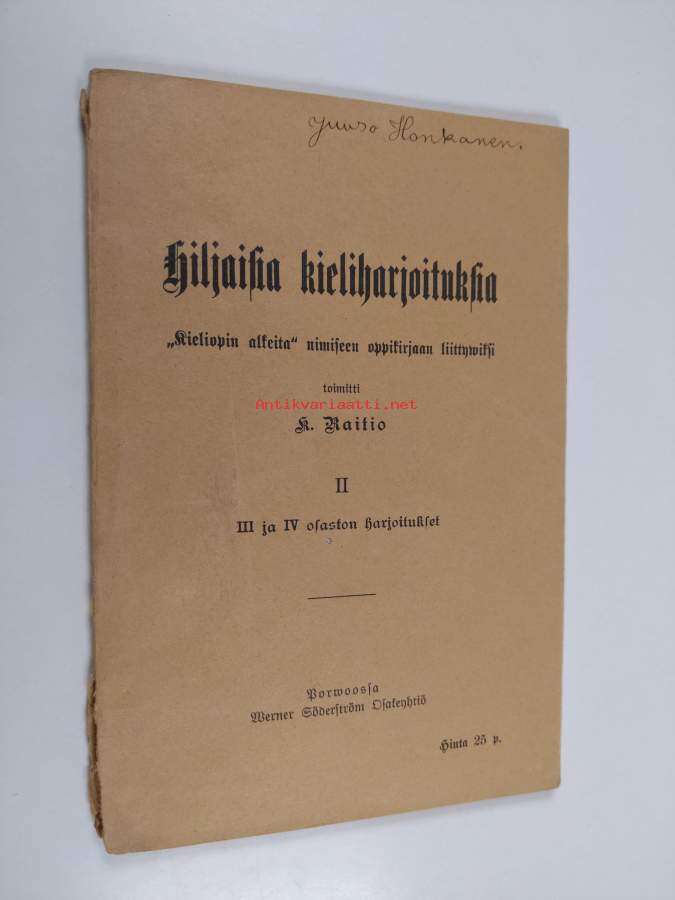 Juuso Honkanen.
Hiljaisia kieliharjoituksia
„Kieliopin alkeita" nimiseen oppikirjaan liittywiksi
toimitti
Antikvariaatti.net
K. Raitio
II
III ja IV osaston harjoitukset
Porwoossa
Werner Söderström Osakeyhtiö
Hinta 25 p.